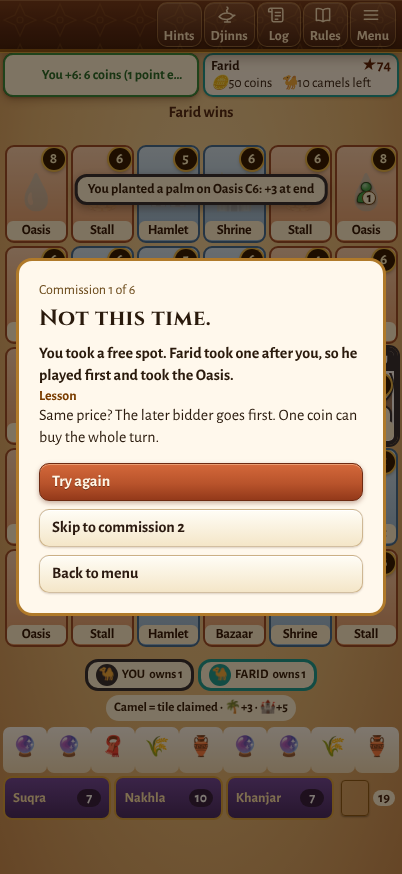 Hints
Djinns
Log
Rules
Menu
You +6: 6 coins (1 point e...
Farid
★74
50 coins
10 camels left
Farid wins
8
6
5
6
6
8
You planted a palm on Oasis C6: +3 at end
1
Oasis
Stall
Hamlet
Shrine
Stall
Oasis
Commission 1 of 6
Not this time.
You took a free spot. Farid took one after you, so he
played first and took the Oasis.
Lesson
Same price? The later bidder goes first. One coin can
buy the whole turn.
Try again
Skip to commission 2
Back to menu
Oasis
Stall
Hamlet
Bazaar
Shrine
Stall
YOU owns 1
FARID owns 1
Camel = tile claimed · +3 · +5
Suqra 7
Nakhla 10
Khanjar 7
19